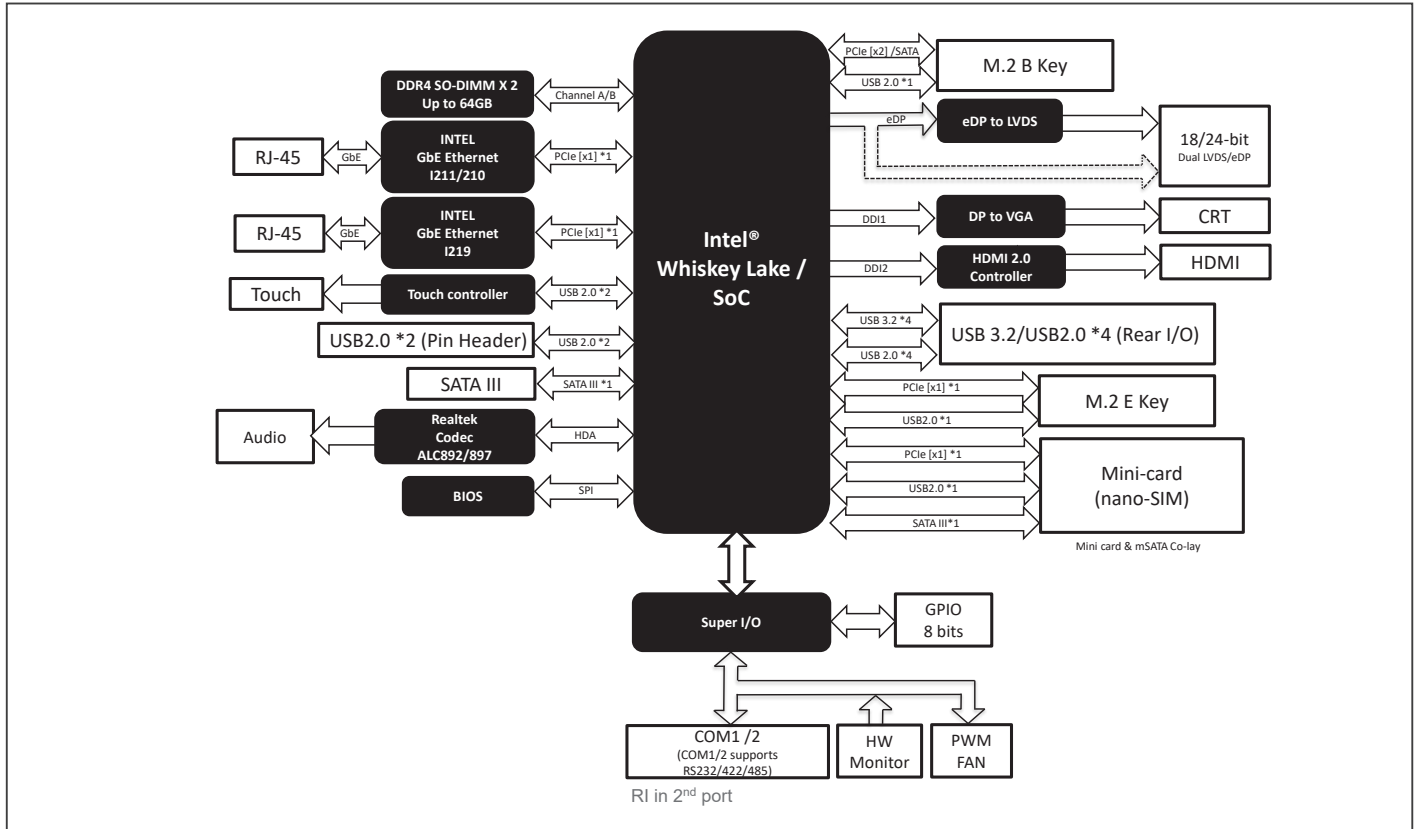 DDR4 SO-DIMM X 2
Up to 64GB
Channel A/B
RJ-45
GbE
INTEL
GbE Ethernet
I211/210
PCIe [x1] *1
RJ-45
GbE
INTEL
GbE Ethernet
I219
PCIe [x1] *1
Touch
Touch controller
USB 2.0 *2
USB2.0 *2 (Pin Header)
USB 2.0 *2
SATA III
SATA III *1
Audio
Realtek
Codec
ALC892/897
HDA
BIOS
SPI
Intel®
Whiskey Lake /
SoC
PCIe [x2] /SATA
USB 2.0 *1
M.2 B Key
eDP
eDP to LVDS
18/24-bit
Dual LVDS/eDP
DDI1
DP to VGA
CRT
DDI2
HDMI 2.0
Controller
HDMI
USB 3.2 *4
USB 2.0 *4
USB 3.2/USB2.0 *4 (Rear I/O)
PCIe [x1] *1
USB2.0 *1
M.2 E Key
PCIe [x1] *1
USB2.0 *1
SATA III*1
Mini-card
(nano-SIM)
Mini card & mSATA Co-lay
Super I/O
GPIO
8 bits
COM1 /2
(COM1/2 supports
RS232/422/485)
HW
Monitor
PWM
FAN
RI in 2nd port